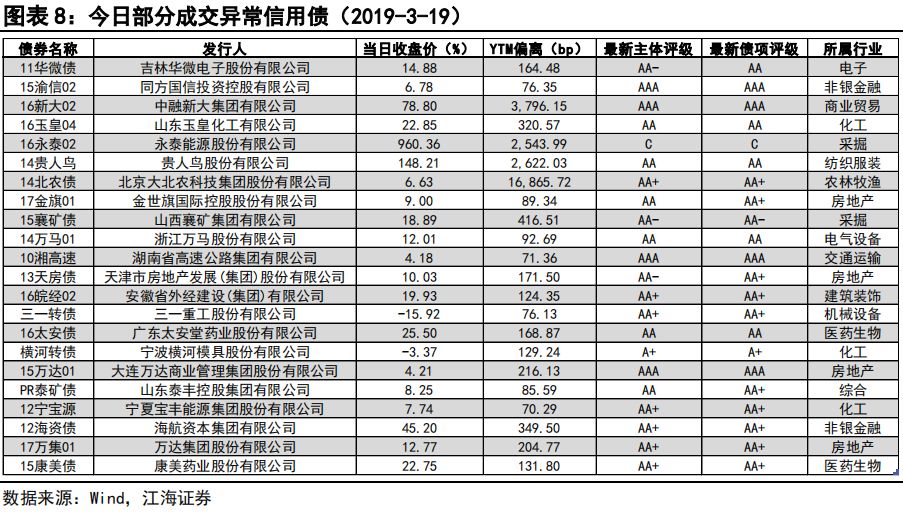 图表 8：今日部分成交异常信用债（2019-3-19）
债券名称 发行人 当日收盘价（%） YTM偏离（bp） 最新主体评级 最新债项评级 所属行业
11华微债 吉林华微电子股份有限公司 14.88 164.48 AA- AA 电子
15渝信02 同方国信投资控股有限公司 6.78 76.35 AAA AAA 非银金融
16新大02 中融新大集团有限公司 78.80 3,796.15 AAA AAA 商业贸易
16玉皇04 山东玉皇化工有限公司 22.85 320.57 AA AA 化工
16永泰02 永泰能源股份有限公司 960.36 2,543.99 C C 采掘
14贵人鸟 贵人鸟股份有限公司 148.21 2,622.03 AA AA 纺织服装
14北农债 北京大北农科技集团股份有限公司 6.63 16,865.72 AA+ AA+ 农林牧渔
17金旗01 金世旗国际控股股份有限公司 9.00 89.34 AA AA+ 房地产
15襄矿债 山西襄矿集团有限公司 18.89 416.51 AA- AA- 采掘
14万马01 浙江万马股份有限公司 12.01 92.69 AA AA 电气设备
10湘高速 湖南省高速公路集团有限公司 4.18 71.36 AAA AAA 交通运输
13天房债 天津市房地产发展(集团)股份有限公司 10.03 171.50 AA- AA 房地产
16皖经02 安徽省外经建设(集团)有限公司 19.93 124.35 AA+ AA+ 建筑装饰
三一转债 三一重工股份有限公司 -15.92 76.13 AA+ AA+ 机械设备
16太安债 广东太安堂药业股份有限公司 25.50 168.87 AA AA 医药生物
横河转债 宁波横河模具股份有限公司 -3.37 129.24 A+ A+ 化工
15万达01 大连万达商业管理集团股份有限公司 4.21 216.13 AAA AAA 房地产
PR泰矿债 山东泰丰控股集团有限公司 8.25 85.59 AA AA+ 综合
12宁宝源 宁夏宝丰能源集团股份有限公司 7.74 70.29 AA+ AA+ 化工
12海资债 海航资本集团有限公司 45.20 349.50 AA+ AA+ 非银金融
17万集01 万达集团股份有限公司 12.77 204.77 AA+ AA+ 房地产
15康美债 康美药业股份有限公司 22.75 131.80 AA+ AA+ 医药生物
数据来源：Wind，江海证券